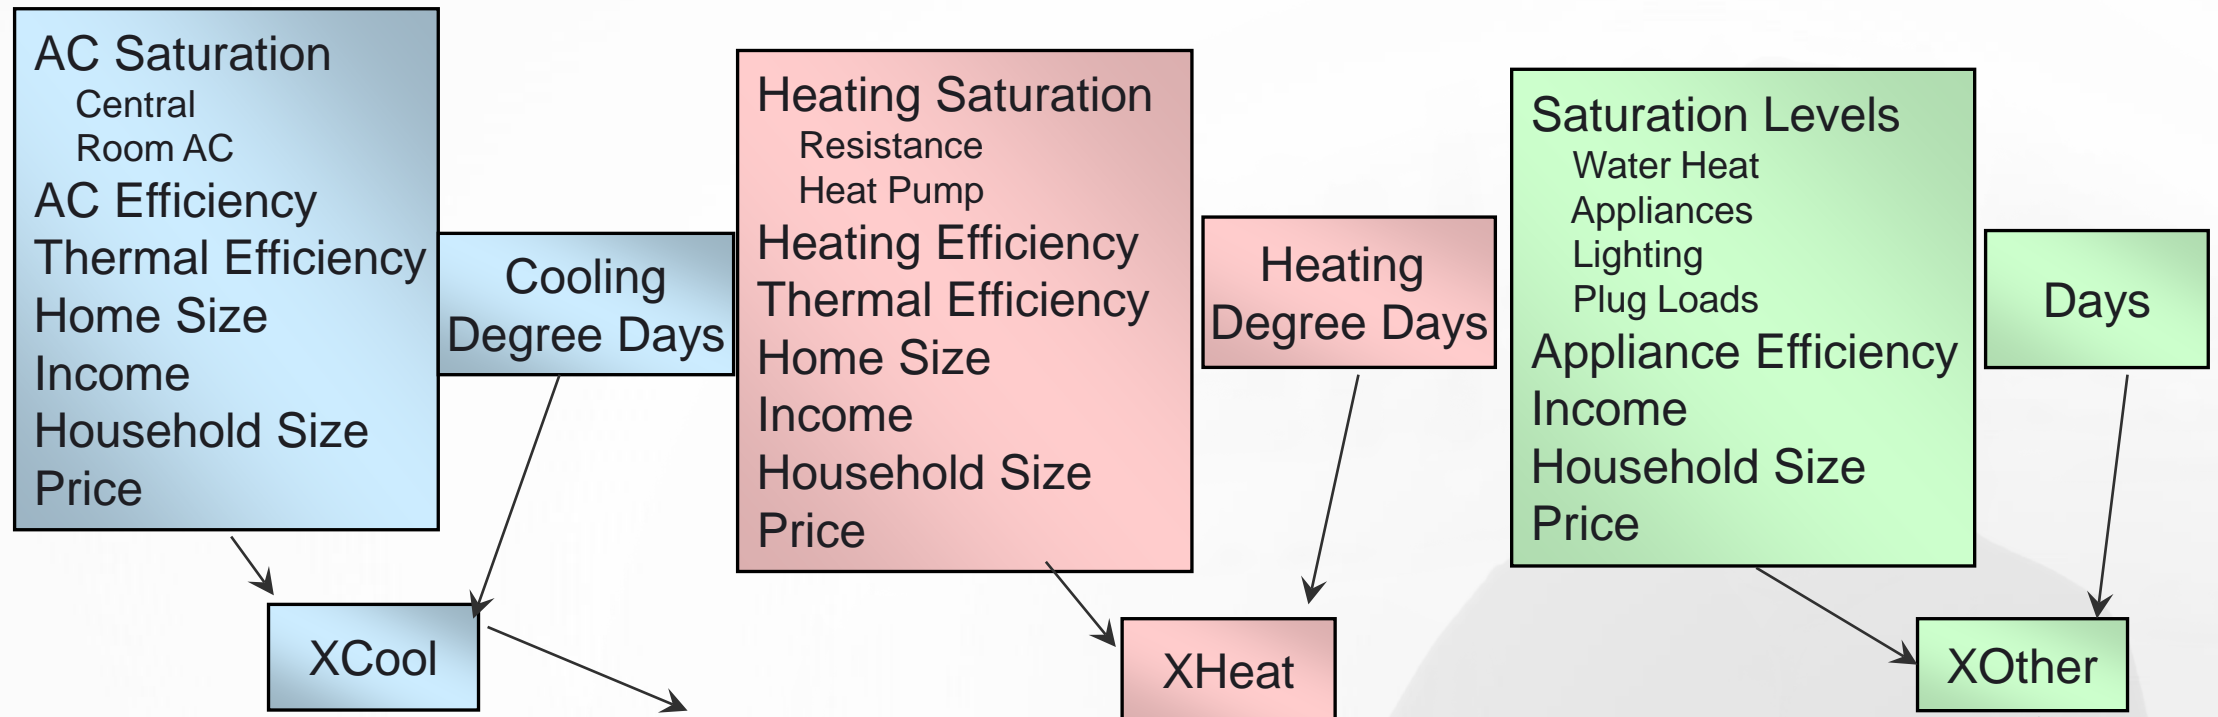 AC Saturation
Central
Room AC
AC Efficiency
Thermal Efficiency
Home Size
Income
Household Size
Price
Cooling
Degree Days
Heating Saturation
Resistance
Heat Pump
Heating Efficiency
Thermal Efficiency
Home Size
Income
Household Size
Price
Heating
Degree Days
Saturation Levels
Water Heat
Appliances
Lighting
Plug Loads
Appliance Efficiency
Income
Household Size
Price
Days
XCool
XHeat
XOther